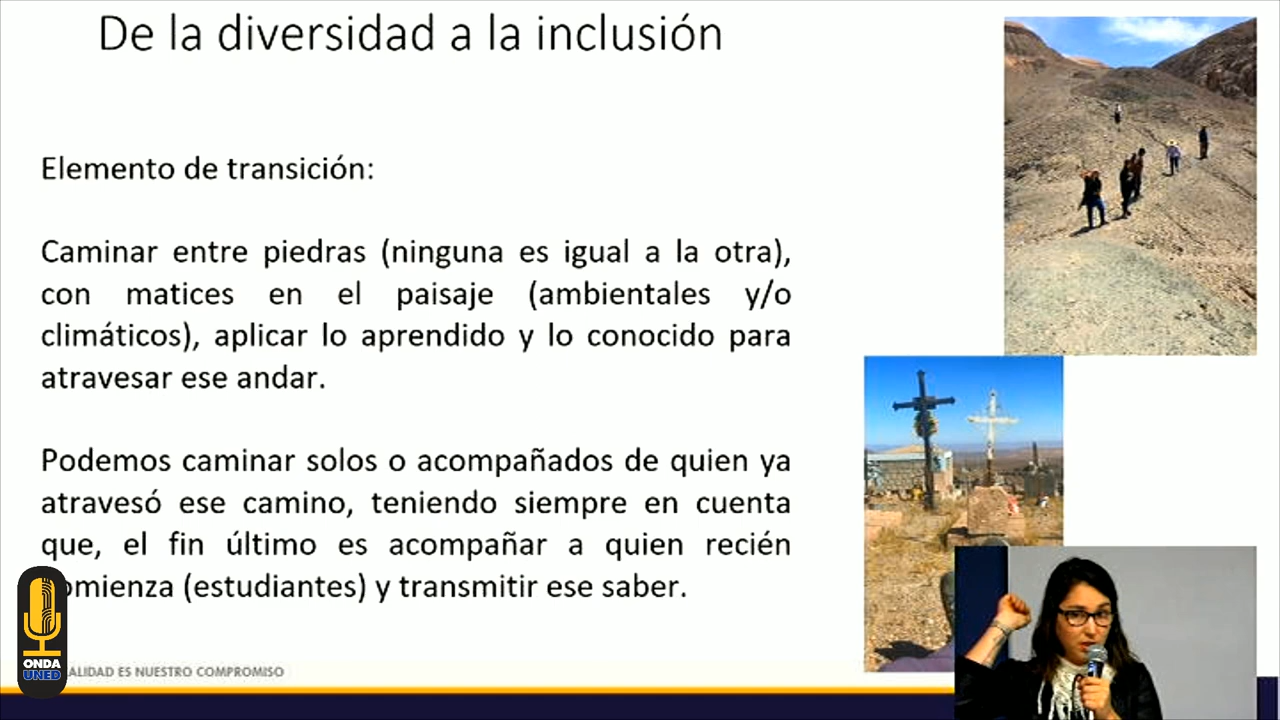 De la diversidad a la inclusión
Elemento de transición:
Caminar entre piedras (ninguna es igual a la otra),
con matices en el paisaje (ambientales y/o
climáticos), aplicar lo aprendido y lo conocido para
atravesar ese andar.
Podemos caminar solos o acompañados de quien ya
atravesó ese camino, teniendo siempre en cuenta
que, el fin último es acompañar a quien recién
omienza (estudiantes) y transmitir ese saber.
ALIDAD ES NUESTRO COMPROMISO
ONDA
UNED